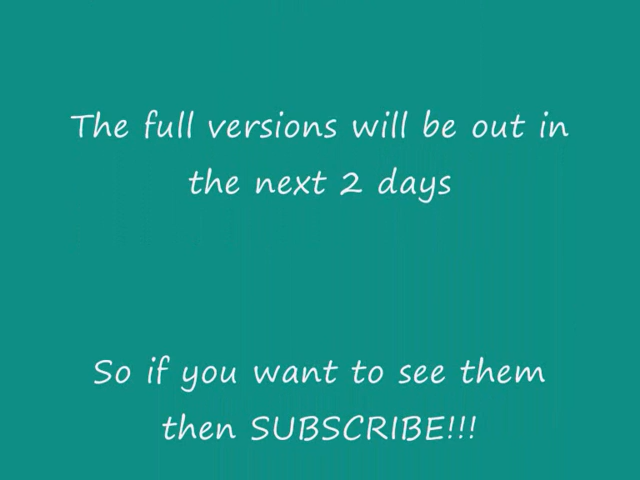 The full versions will be out in
the next 2 days
So if you want to see them
then SUBSCRIBE!!!